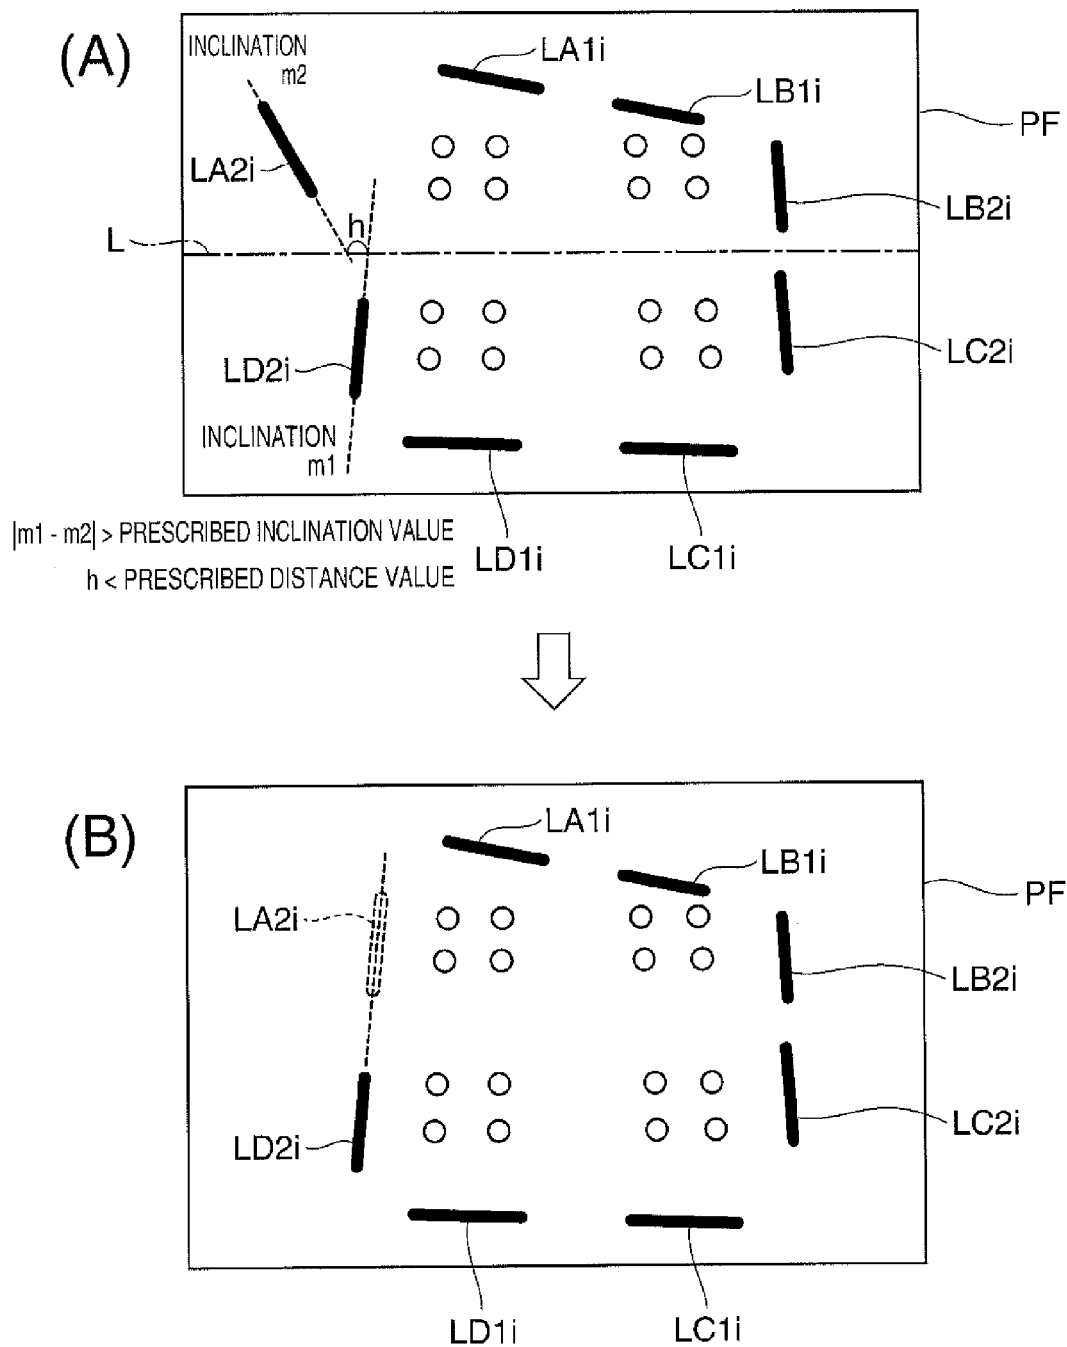 (A)
INCLINATION
m2
LA1i
LB1i
PF
LA2i
LB2i
L
h
LD2i
LC2i
INCLINATION
m1
|m1 - m2| > PRESCRIBED INCLINATION VALUE
h < PRESCRIBED DISTANCE VALUE
LD1i
LC1i
(B)
LA1i
LB1i
PF
LA2i
LB2i
LD2i
LC2i
LD1i
LC1i